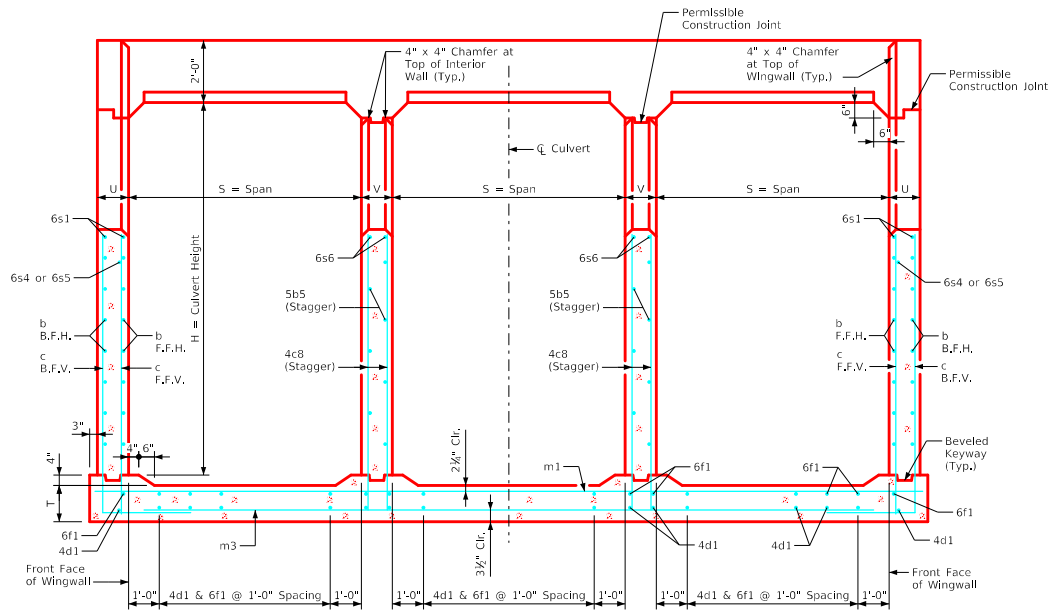 Permissible
Construction Joint
4" x 4" Chamfer at
Top of Interior
Wall (Typ.)
4" x 4" Chamfer
at Top of
Wingwall (Typ.)
Permissible
Construction Joint
2'-0"
6"
6"
℄ Culvert
U
S = Span
V
S = Span
V
S = Span
U
H = Culvert Height
6s1
6s4 or 6s5
6s6
6s6
6s1
6s4 or 6s5
5b5
(Stagger)
5b5
(Stagger)
b
B.F.H.
b
F.F.H.
b
F.F.H.
b
B.F.H.
c
B.F.V.
c
F.F.V.
4c8
(Stagger)
4c8
(Stagger)
c
F.F.V.
c
B.F.V.
3"
4"
6"
4"
T
2¼" Clr.
m1
6f1
6f1
Beveled
Keyway
(Typ.)
6f1
4d1
m3
3½" Clr.
4d1
4d1
6f1
4d1
Front Face
of Wingwall
Front Face
of Wingwall
1'-0"
4d1 & 6f1 @ 1'-0" Spacing
1'-0"
1'-0"
4d1 & 6f1 @ 1'-0" Spacing
1'-0"
1'-0"
4d1 & 6f1 @ 1'-0" Spacing
1'-0"